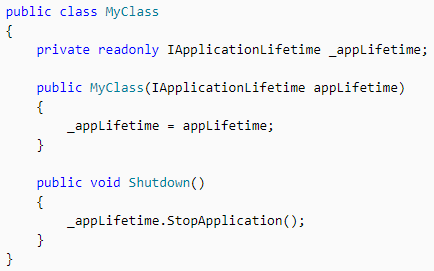 public class MyClass
{
    private readonly IApplicationLifetime _appLifetime;

    public MyClass(IApplicationLifetime appLifetime)
    {
        _appLifetime = appLifetime;
    }

    public void Shutdown()
    {
        _appLifetime.StopApplication();
    }
}